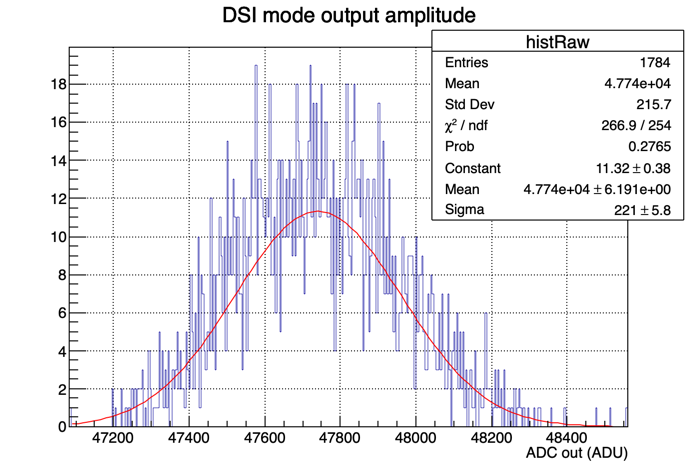 DSI mode output amplitude
histRaw
Entries 1784
Mean 4.774e+04
Std Dev 215.7
χ² / ndf 266.9 / 254
Prob 0.2765
Constant 11.32 ± 0.38
Mean 4.774e+04 ± 6.191e+00
Sigma 221 ± 5.8
18
16
14
12
10
8
6
4
2
0
47200 47400 47600 47800 48000 48200 48400
ADC out (ADU)